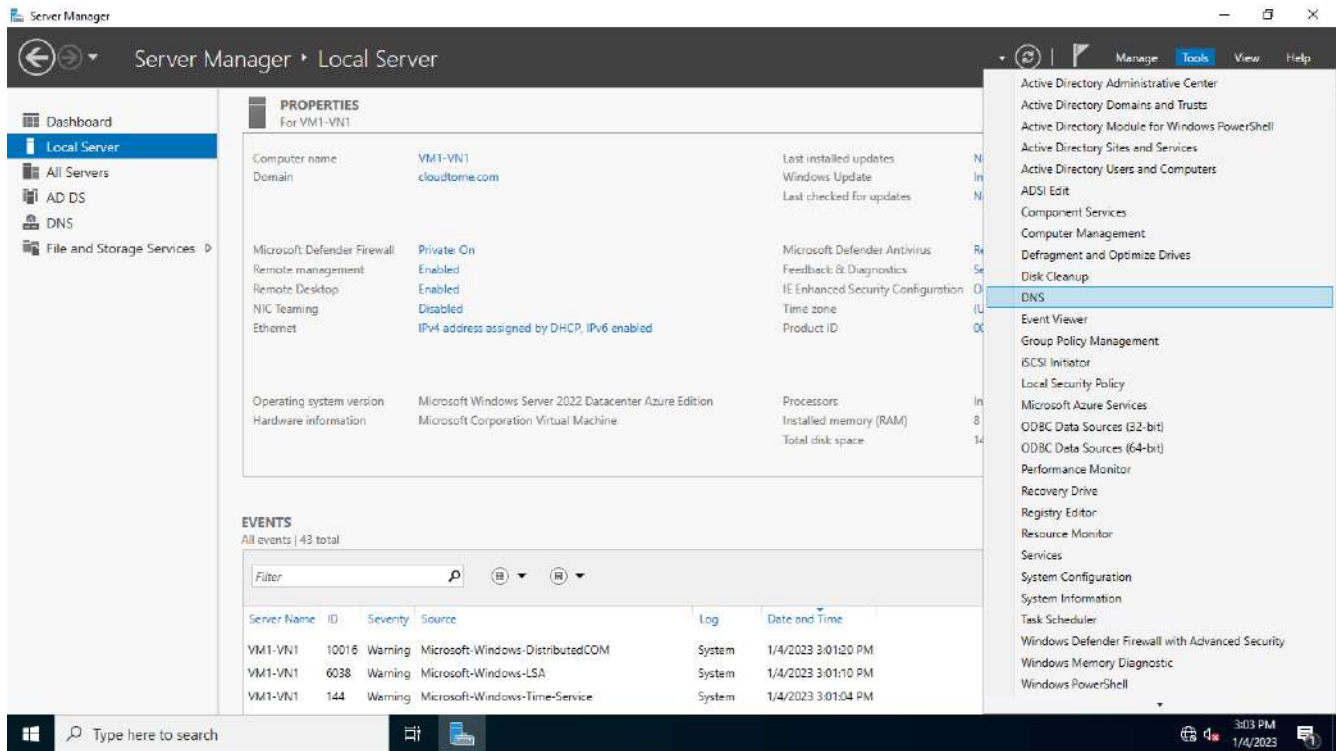 Server Manager
Server Manager • Local Server
Manage Tools View Help
Dashboard
Local Server
All Servers
AD DS
DNS
File and Storage Services
PROPERTIES
For VM1-VN1
Computer name VM1-VN1
Domain cloudtome.com
Last installed updates
Windows Update
Last checked for updates
Microsoft Defender Firewall Private: On
Remote management Enabled
Remote Desktop Enabled
NIC Teaming Disabled
Ethernet IPv4 address assigned by DHCP, IPv6 enabled
Microsoft Defender Antivirus
Feedback & Diagnostics
IE Enhanced Security Configuration
Time zone
Product ID
Operating system version Microsoft Windows Server 2022 Datacenter Azure Edition
Hardware information Microsoft Corporation Virtual Machine
Processors
Installed memory (RAM) 8
Total disk space
EVENTS
All events | 43 total
Filter
Server Name ID Severity Source Log Date and Time
VM1-VN1 10016 Warning Microsoft-Windows-DistributedCOM System 1/4/2023 3:01:20 PM
VM1-VN1 6038 Warning Microsoft-Windows-LSA System 1/4/2023 3:01:10 PM
VM1-VN1 144 Warning Microsoft-Windows-Time-Service System 1/4/2023 3:01:04 PM
Active Directory Administrative Center
Active Directory Domains and Trusts
Active Directory Module for Windows PowerShell
Active Directory Sites and Services
Active Directory Users and Computers
ADSI Edit
Component Services
Computer Management
Defragment and Optimize Drives
Disk Cleanup
DNS
Event Viewer
Group Policy Management
iSCSI Initiator
Local Security Policy
Microsoft Azure Services
ODBC Data Sources (32-bit)
ODBC Data Sources (64-bit)
Performance Monitor
Recovery Drive
Registry Editor
Resource Monitor
Services
System Configuration
System Information
Task Scheduler
Windows Defender Firewall with Advanced Security
Windows Memory Diagnostic
Windows PowerShell
Type here to search
3:03 PM
1/4/2023